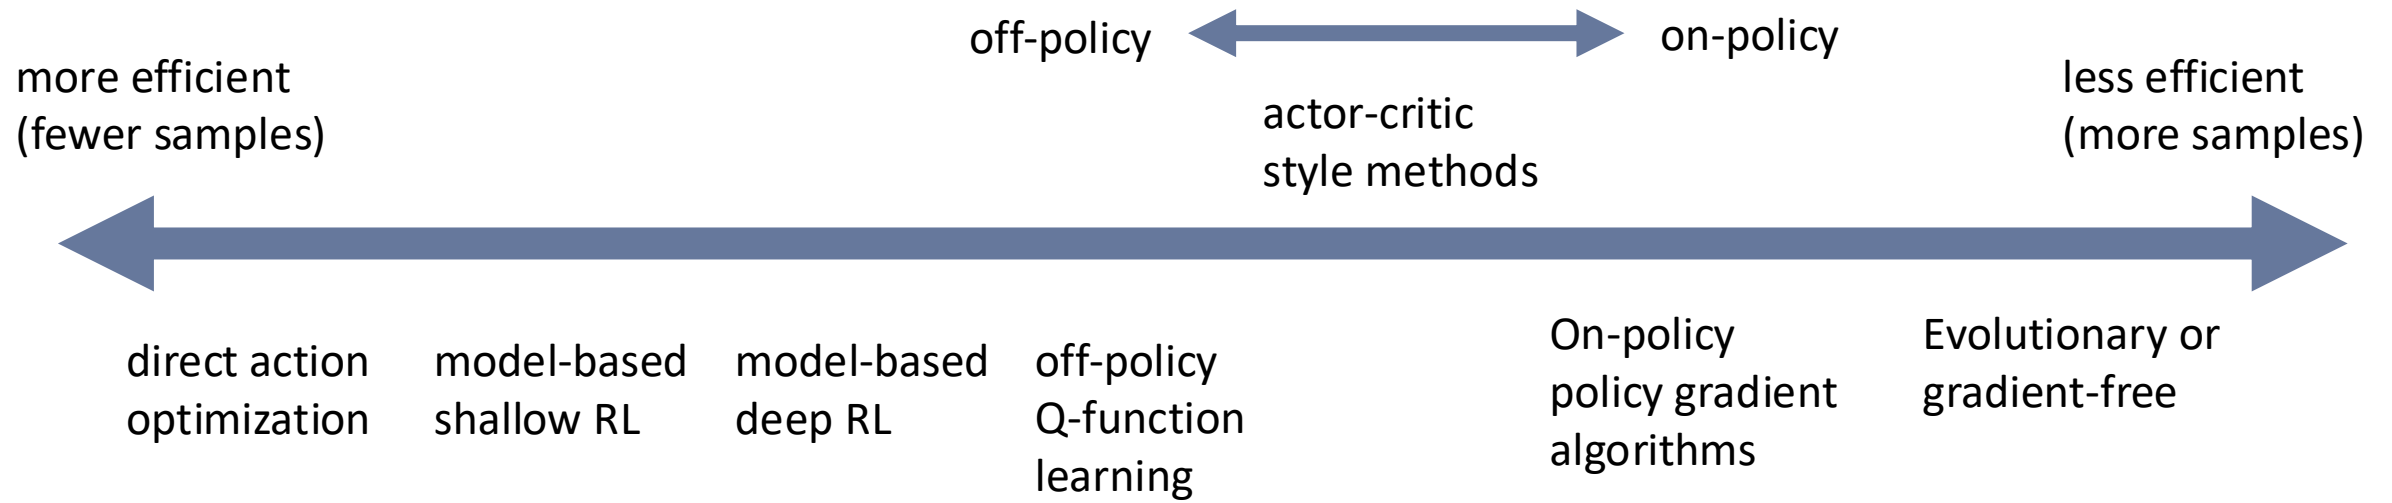 off-policy
on-policy
more efficient
(fewer samples)
actor-critic
style methods
less efficient
(more samples)
direct action
optimization
model-based
shallow RL
model-based
deep RL
off-policy
Q-function
learning
On-policy
policy gradient
algorithms
Evolutionary or
gradient-free